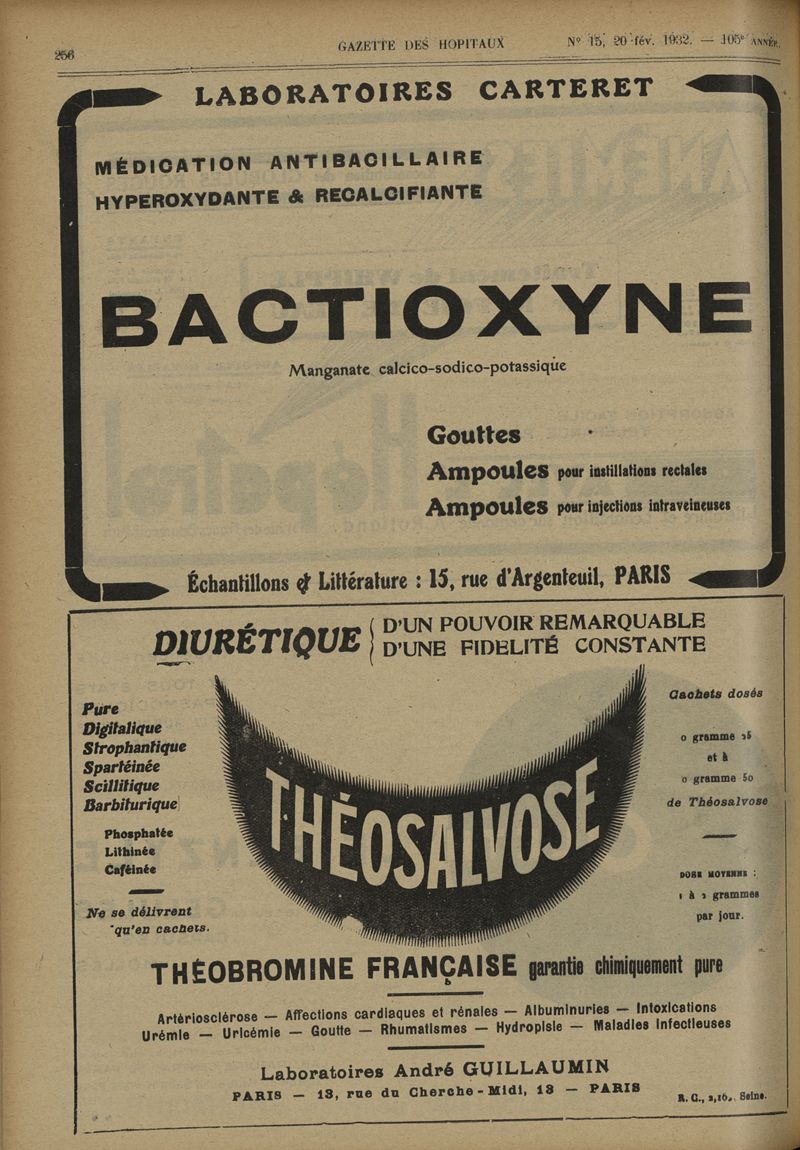 256
GAZETTE DES HOPITAUX
Nº 15, 20 fév. 1932. — 105e ANNÉE.
LABORATOIRES CARTERET
MÉDICATION ANTIBACILLAIRE
HYPEROXYDANTE & RECALCIFIANTE
BACTIOXYNE
Manganate calcico-sodico-potassique
Gouttes
Ampoules pour instillations rectales
Ampoules pour injections intraveineuses
Échantillons & Littérature : 15, rue d'Argenteuil, PARIS
DIURÉTIQUE
D'UN POUVOIR REMARQUABLE
D'UNE FIDELITÉ CONSTANTE
Pure
Digitalique
Strophantique
Spartéinée
Scillitique
Barbiturique
Phosphatée
Lithinée
Caféinée
Ne se délivrent
qu'en cachets.
THÉOSALVOSE
Cachets dosés
0 gramme 25
et à
0 gramme 50
de Théosalvose
DOSE MOYENNE :
1 à 2 grammes
par jour.
THÉOBROMINE FRANÇAISE garantie chimiquement pure
Artériosclérose — Affections cardiaques et rénales — Albuminuries — Intoxications
Urémie — Uricémie — Goutte — Rhumatismes — Hydropisie — Maladies Infectieuses
Laboratoires André GUILLAUMIN
PARIS — 13, rue du Cherche-Midi, 13 — PARIS
R. C., Seine.